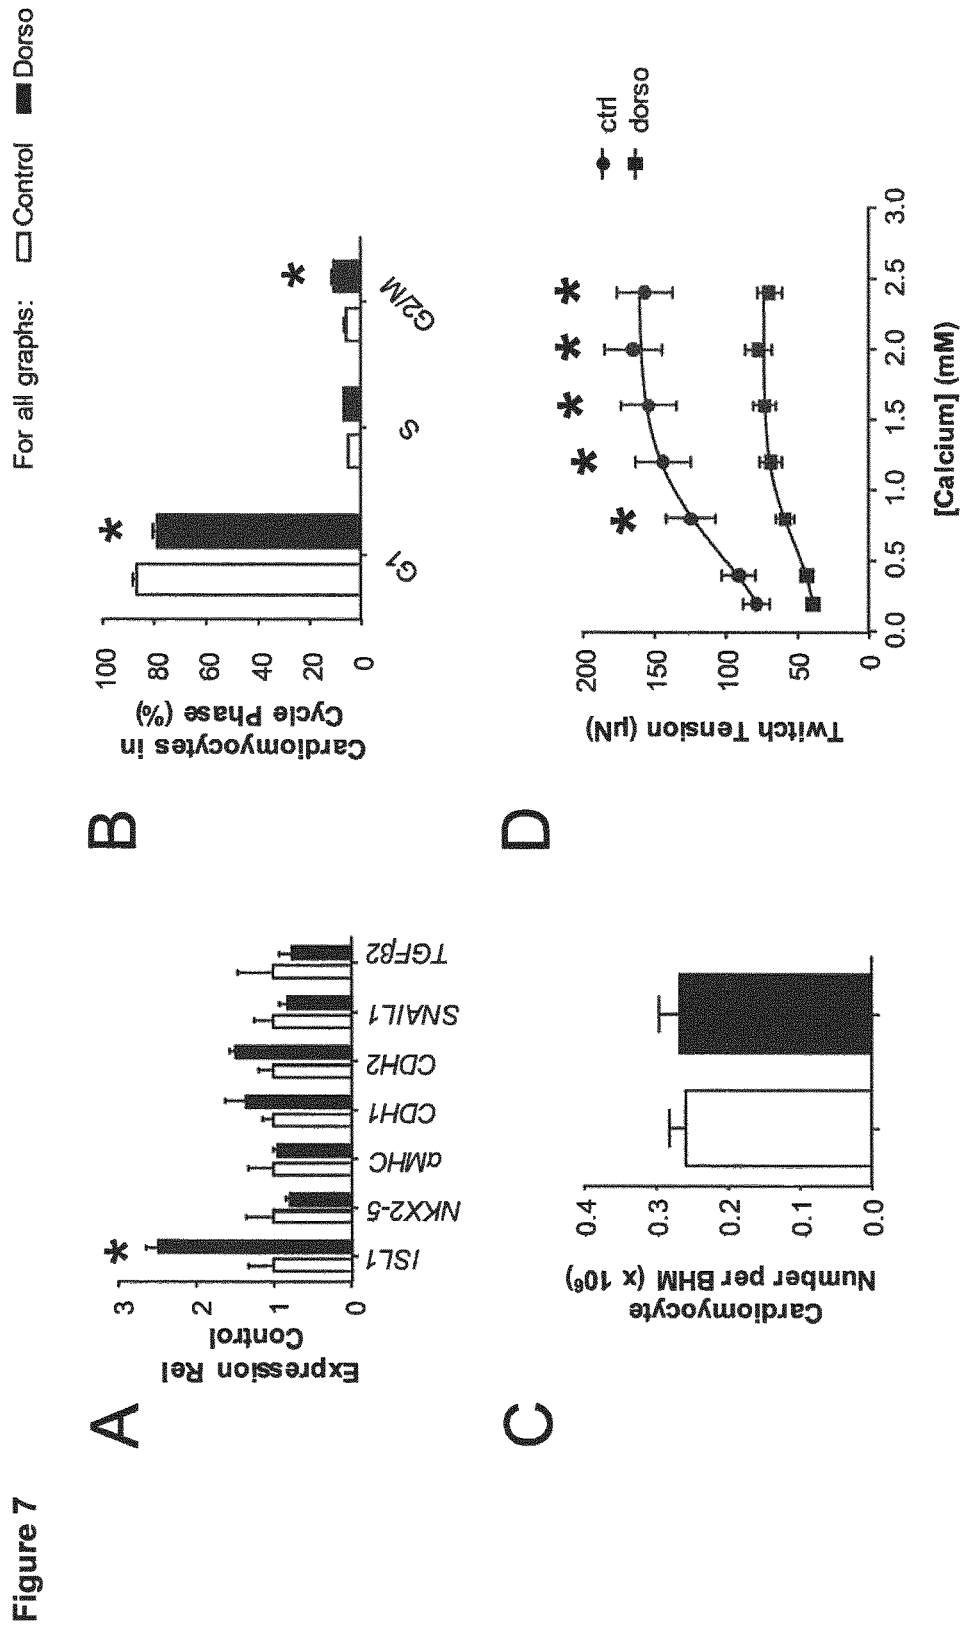 Figure 7
For all graphs: Control Dorso
A
Expression Rel
Control
3
2
1
0
*
ISL1
NKX2-5
αMHC
CDH1
CDH2
SNAIL1
TGFβ2
B
Cardiomyocytes in
Cycle Phase (%)
100
80
60
40
20
0
*
*
G1
S
G2/M
C
Cardiomyocyte
Number per BHM (x 10⁶)
0.4
0.3
0.2
0.1
0.0
D
Twitch Tension (µN)
200
150
100
50
0
* * * * *
ctrl
dorso
0.0 0.5 1.0 1.5 2.0 2.5 3.0
[Calcium] (mM)